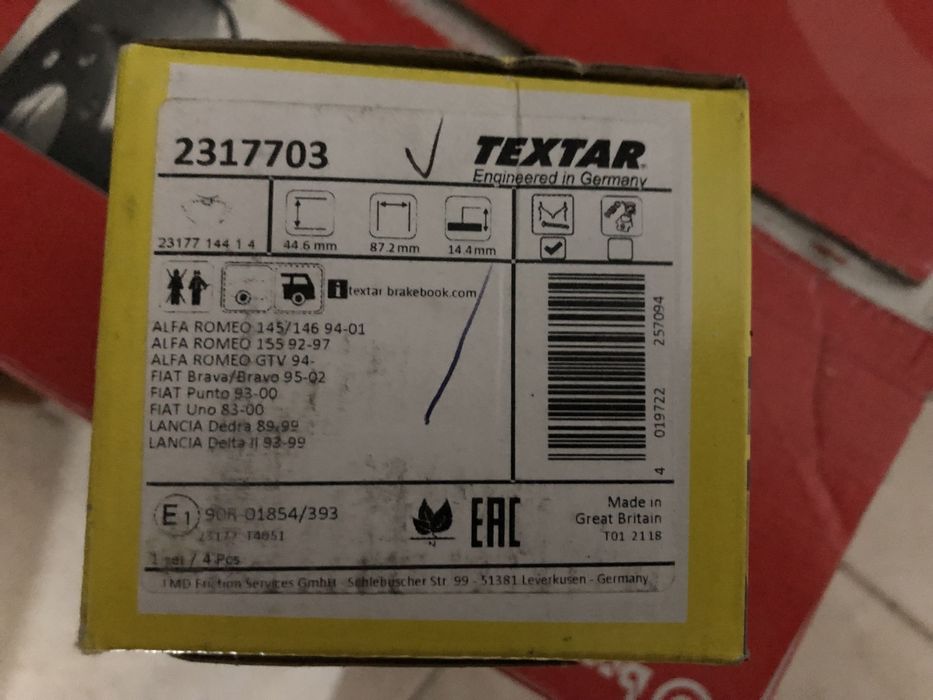 2317703
TEXTAR
Engineered in Germany
23177 144 1 4
44.6 mm
87.2 mm
14.4 mm
i textar brakebook.com
ALFA ROMEO 145/146 94-01
ALFA ROMEO 155 92-97
ALFA ROMEO GTV 94-
FIAT Brava/Bravo 95-02
FIAT Punto 93-00
FIAT Uno 83-00
LANCIA Dedra 89-99
LANCIA Delta II 93-99
4 019722 257094
E1 90R-01854/393
23177 T4051
1 set / 4 Pcs
EAC
Made in
Great Britain
T01 2118
TMD Friction Services GmbH - Schlebuscher Str. 99 - 51381 Leverkusen - Germany